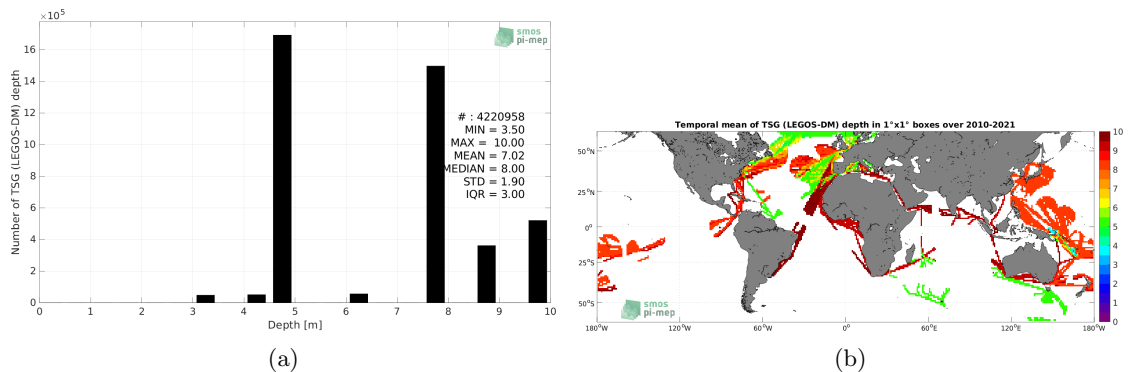 ×10⁵
16
14
12
10
8
6
4
2
0
Number of TSG (LEGOS-DM) depth
0 1 2 3 4 5 6 7 8 9 10
Depth [m]
smos
pi-mep
# : 4220958
MIN = 3.50
MAX = 10.00
MEAN = 7.02
MEDIAN = 8.00
STD = 1.90
IQR = 3.00
(a)
Temporal mean of TSG (LEGOS-DM) depth in 1°x1° boxes over 2010-2021
50°N
25°N
0°
25°S
50°S
180°W 120°W 60°W 0° 60°E 120°E 180°E
smos
pi-mep
10
9
8
7
6
5
4
3
2
1
0
(b)